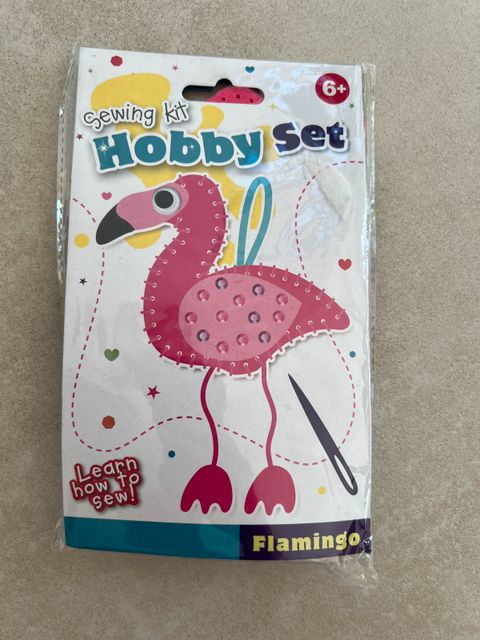 6+
Sewing kit
Hobby Set
Learn
how to
sew!
Flamingo